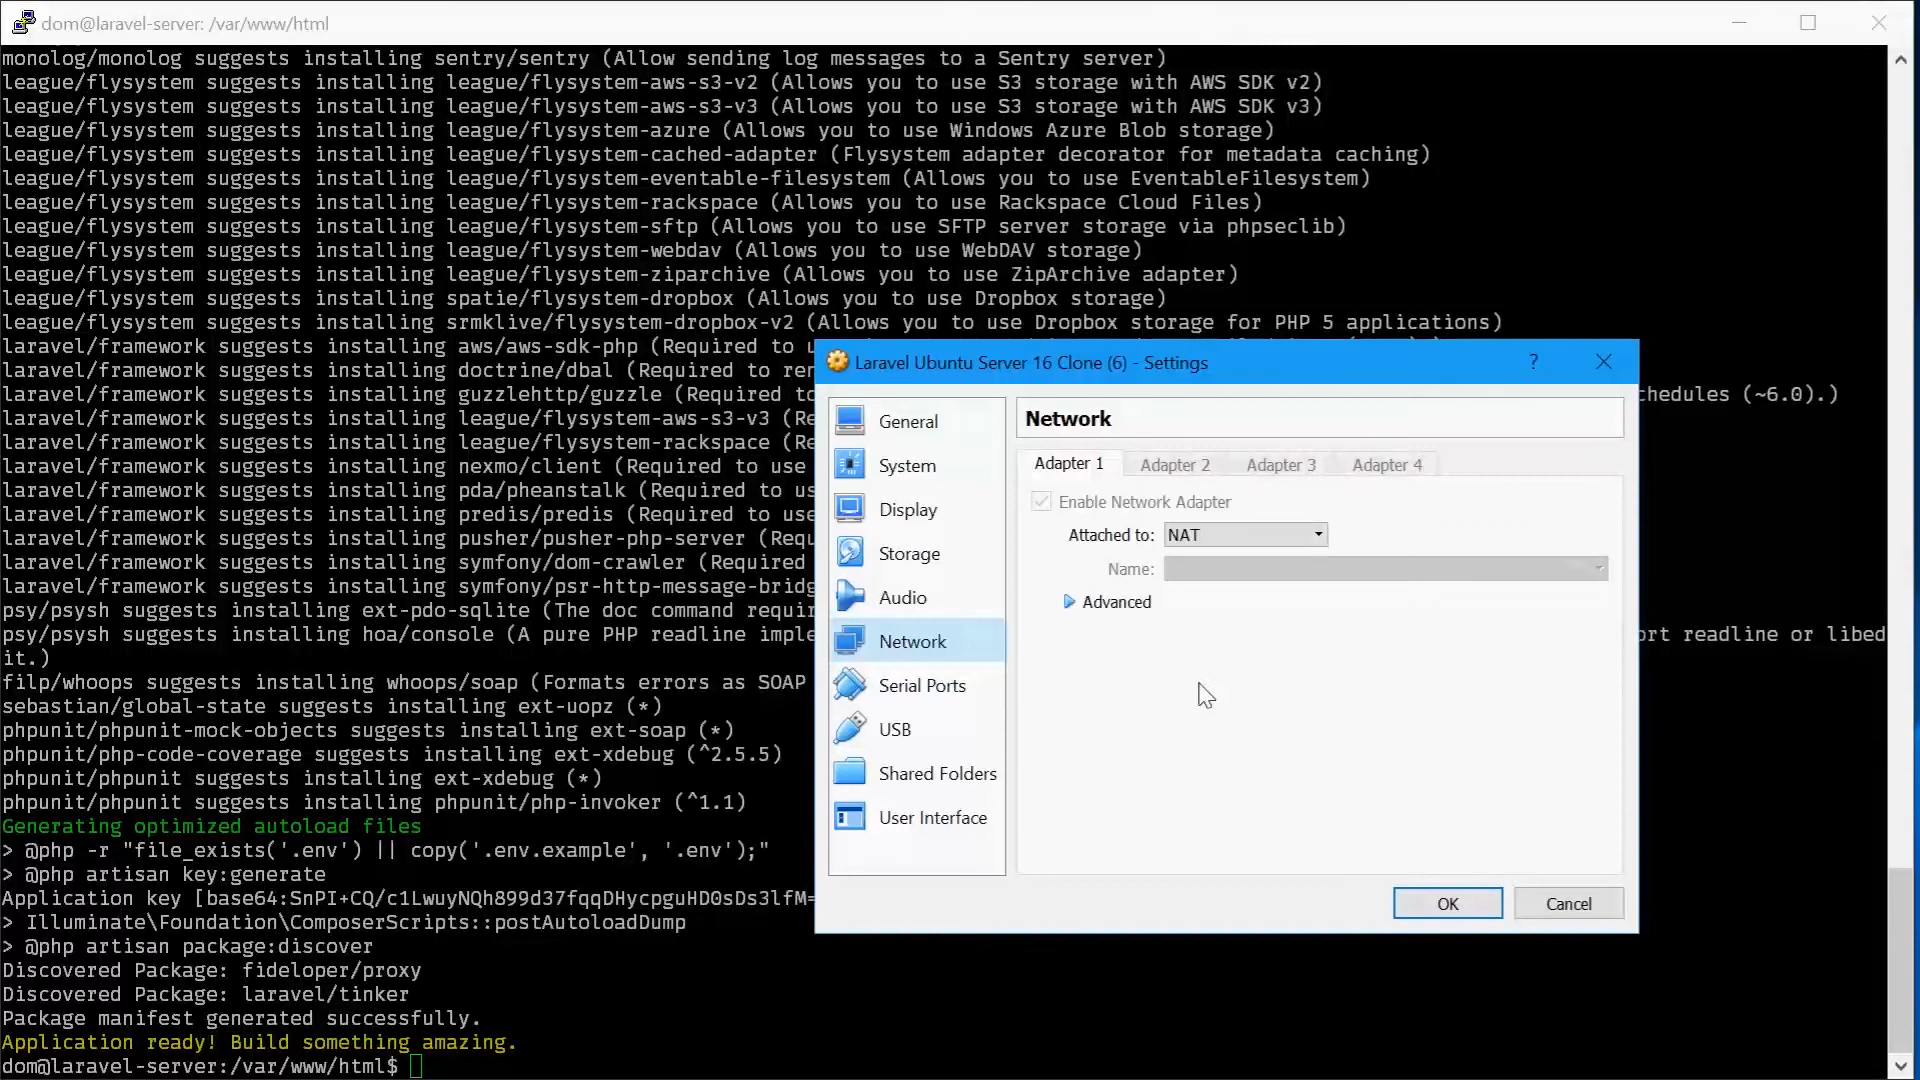 dom@laravel-server: /var/www/html
monolog/monolog suggests installing sentry/sentry (Allow sending log messages to a Sentry server)
league/flysystem suggests installing league/flysystem-aws-s3-v2 (Allows you to use S3 storage with AWS SDK v2)
league/flysystem suggests installing league/flysystem-aws-s3-v3 (Allows you to use S3 storage with AWS SDK v3)
league/flysystem suggests installing league/flysystem-azure (Allows you to use Windows Azure Blob storage)
league/flysystem suggests installing league/flysystem-cached-adapter (Flysystem adapter decorator for metadata caching)
league/flysystem suggests installing league/flysystem-eventable-filesystem (Allows you to use EventableFilesystem)
league/flysystem suggests installing league/flysystem-rackspace (Allows you to use Rackspace Cloud Files)
league/flysystem suggests installing league/flysystem-sftp (Allows you to use SFTP server storage via phpseclib)
league/flysystem suggests installing league/flysystem-webdav (Allows you to use WebDAV storage)
league/flysystem suggests installing league/flysystem-ziparchive (Allows you to use ZipArchive adapter)
league/flysystem suggests installing spatie/flysystem-dropbox (Allows you to use Dropbox storage)
league/flysystem suggests installing srmklive/flysystem-dropbox-v2 (Allows you to use Dropbox storage for PHP 5 applications)
laravel/framework suggests installing aws/aws-sdk-php (Required to u
laravel/framework suggests installing doctrine/dbal (Required to ren
laravel/framework suggests installing guzzlehttp/guzzle (Required to chedules (~6.0).)
laravel/framework suggests installing league/flysystem-aws-s3-v3 (Re
laravel/framework suggests installing league/flysystem-rackspace (Re
laravel/framework suggests installing nexmo/client (Required to use
laravel/framework suggests installing pda/pheanstalk (Required to us
laravel/framework suggests installing predis/predis (Required to use
laravel/framework suggests installing pusher/pusher-php-server (Requ
laravel/framework suggests installing symfony/dom-crawler (Required
laravel/framework suggests installing symfony/psr-http-message-bridg
psy/psysh suggests installing ext-pdo-sqlite (The doc command requir
psy/psysh suggests installing hoa/console (A pure PHP readline imple ort readline or libed
it.)
filp/whoops suggests installing whoops/soap (Formats errors as SOAP
sebastian/global-state suggests installing ext-uopz (*)
phpunit/phpunit-mock-objects suggests installing ext-soap (*)
phpunit/php-code-coverage suggests installing ext-xdebug (^2.5.5)
phpunit/phpunit suggests installing ext-xdebug (*)
phpunit/phpunit suggests installing phpunit/php-invoker (^1.1)
Generating optimized autoload files
> @php -r "file_exists('.env') || copy('.env.example', '.env');"
> @php artisan key:generate
Application key [base64:SnPI+CQ/c1LwuyNQh899d37fqqDHycpguHD0sDs3lfM=
> Illuminate\Foundation\ComposerScripts::postAutoloadDump
> @php artisan package:discover
Discovered Package: fideloper/proxy
Discovered Package: laravel/tinker
Package manifest generated successfully.
Application ready! Build something amazing.
dom@laravel-server:/var/www/html$
Laravel Ubuntu Server 16 Clone (6) - Settings
?
General
System
Display
Storage
Audio
Network
Serial Ports
USB
Shared Folders
User Interface
Network
Adapter 1 Adapter 2 Adapter 3 Adapter 4
Enable Network Adapter
Attached to: NAT
Name:
Advanced
OK Cancel